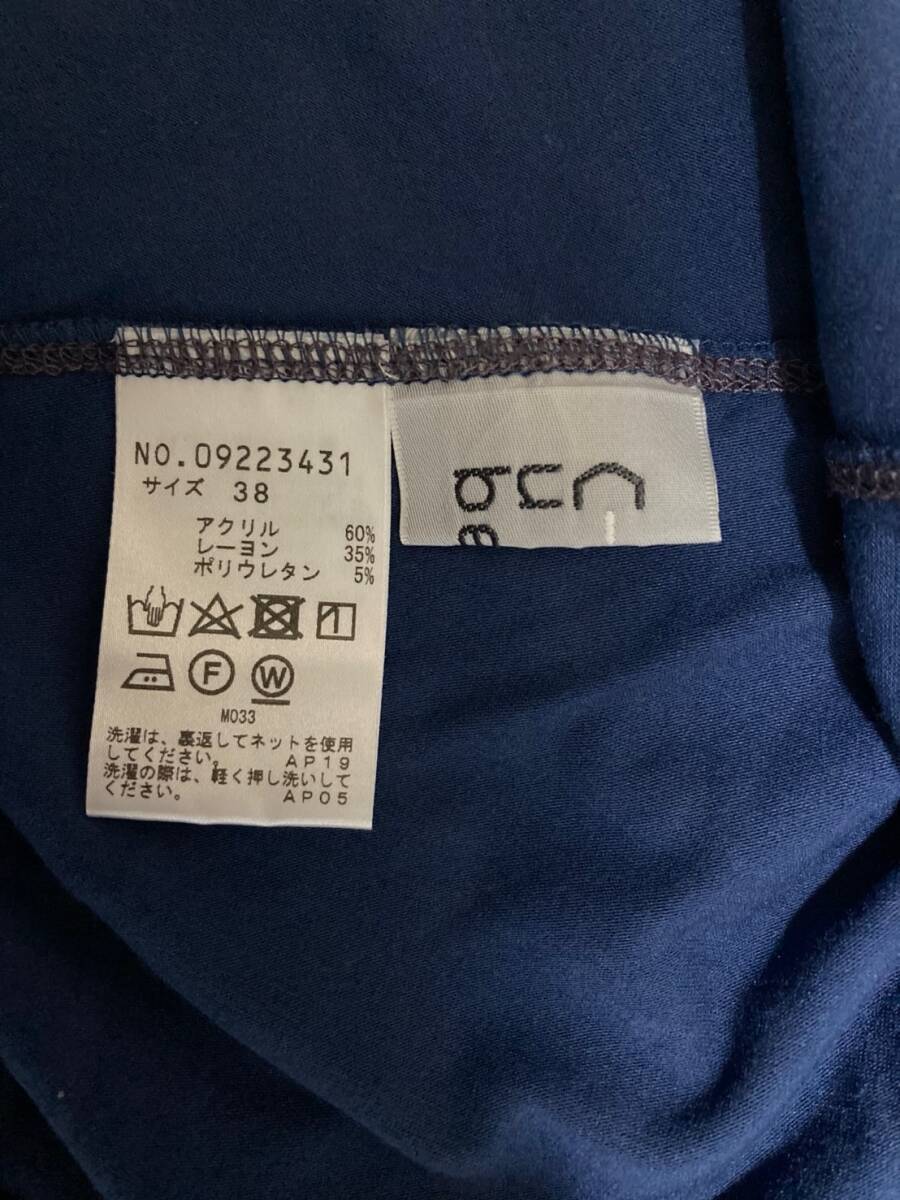 NO.09223431
サイズ 38
アクリル 60%
レーヨン 35%
ポリウレタン 5%
F
W
M033
洗濯は、裏返してネットを使用
してください。 AP19
洗濯の際は、軽く押し洗いして
ください。 AP05